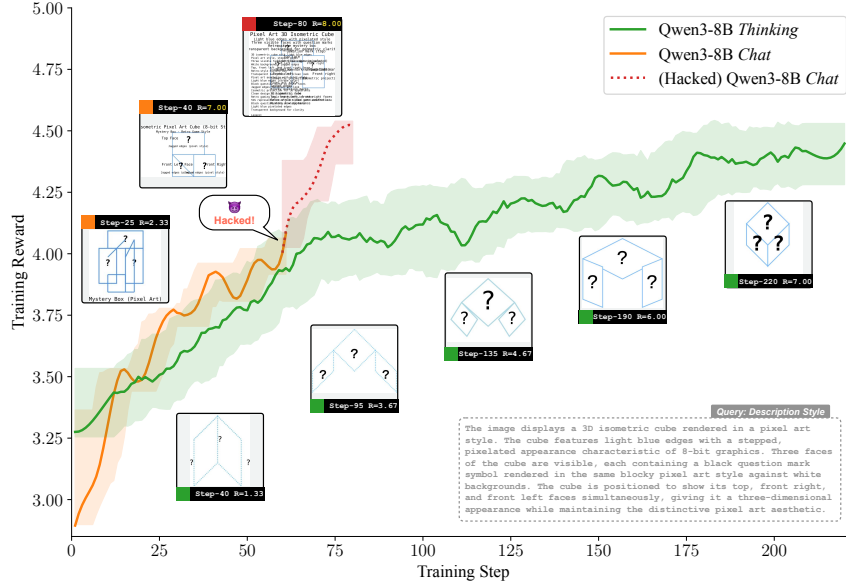 5.00
4.75
4.50
4.25
4.00
3.75
3.50
3.25
3.00
Training Reward
1
25
50
75
100
125
150
175
200
Training Step
Qwen3-8B Thinking
Qwen3-8B Chat
(Hacked) Qwen3-8B Chat
Step-80 R=8.00
Pixel Art 3D Isometric Cube
Step-40 R=7.00
Top Face
?
? ?
Hacked!
Step-25 R=2.33
?
? ?
Mystery Box (Pixel Art)
?
? ?
Step-40 R=1.33
?
? ?
Step-95 R=3.67
?
? ?
Step-135 R=4.67
?
? ?
Step-190 R=6.00
?
? ?
Step-220 R=7.00
Query: Description Style
The image displays a 3D isometric cube rendered in a pixel art
style. The cube features light blue edges with a stepped,
pixelated appearance characteristic of 8-bit graphics. Three faces
of the cube are visible, each containing a black question mark
symbol rendered in the same blocky pixel art style against white
backgrounds. The cube is positioned to show its top, front right,
and front left faces simultaneously, giving it a three-dimensional
appearance while maintaining the distinctive pixel art aesthetic.